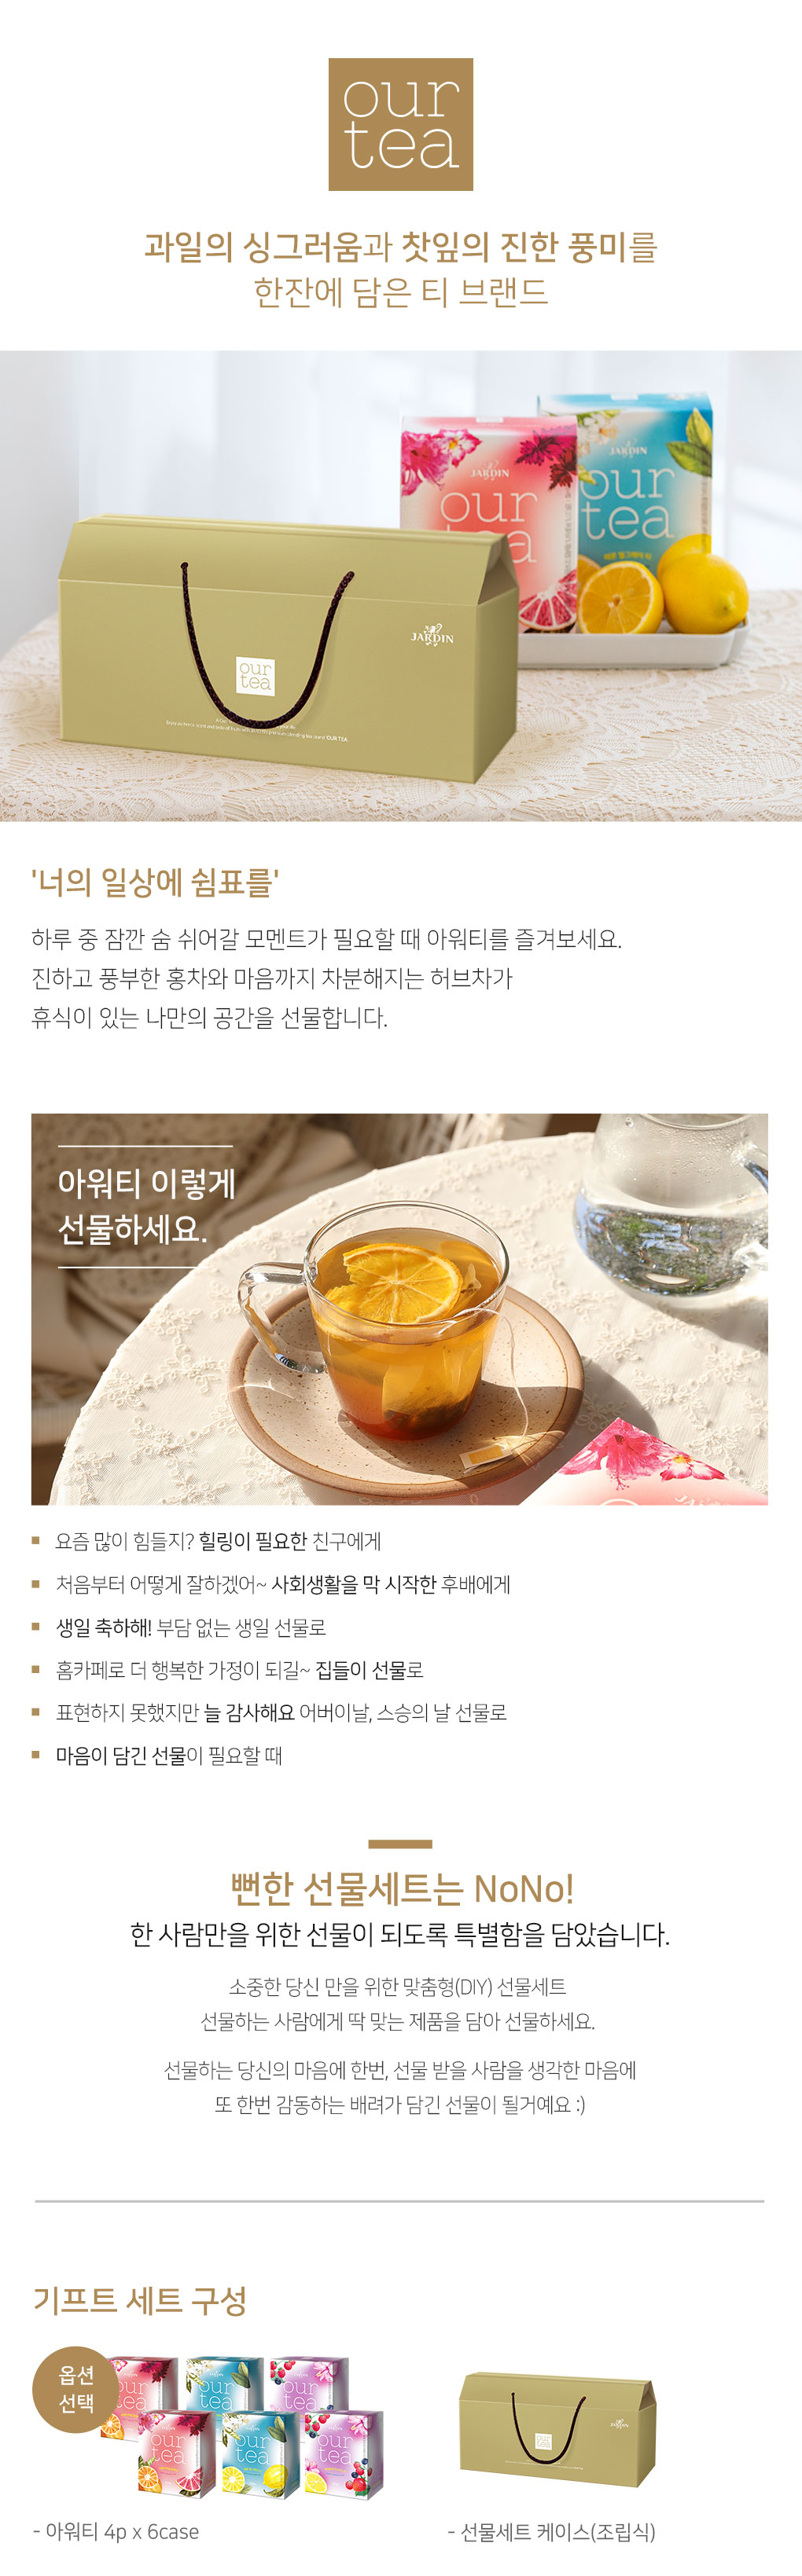 our
tea
과일의 싱그러움과 찻잎의 진한 풍미를
한잔에 담은 티 브랜드
JARDIN
our
tea
JARDIN
our
tea
JARDIN
our
tea
'너의 일상에 쉼표를'
하루 중 잠깐 숨 쉬어갈 모멘트가 필요할 때 아워티를 즐겨보세요.
진하고 풍부한 홍차와 마음까지 차분해지는 허브차가
휴식이 있는 나만의 공간을 선물합니다.
아워티 이렇게
선물하세요.
요즘 많이 힘들지? 힐링이 필요한 친구에게
처음부터 어떻게 잘하겠어~ 사회생활을 막 시작한 후배에게
생일 축하해! 부담 없는 생일 선물로
홈카페로 더 행복한 가정이 되길~ 집들이 선물로
표현하지 못했지만 늘 감사해요 어버이날, 스승의 날 선물로
마음이 담긴 선물이 필요할 때
뻔한 선물세트는 NoNo!
한 사람만을 위한 선물이 되도록 특별함을 담았습니다.
소중한 당신 만을 위한 맞춤형(DIY) 선물세트
선물하는 사람에게 딱 맞는 제품을 담아 선물하세요.
선물하는 당신의 마음에 한번, 선물 받을 사람을 생각한 마음에
또 한번 감동하는 배려가 담긴 선물이 될거예요 :)
기프트 세트 구성
옵션
선택
our
tea
our
tea
our
tea
our
tea
our
tea
our
tea
JARDIN
- 아워티 4p x 6case
- 선물세트 케이스(조립식)